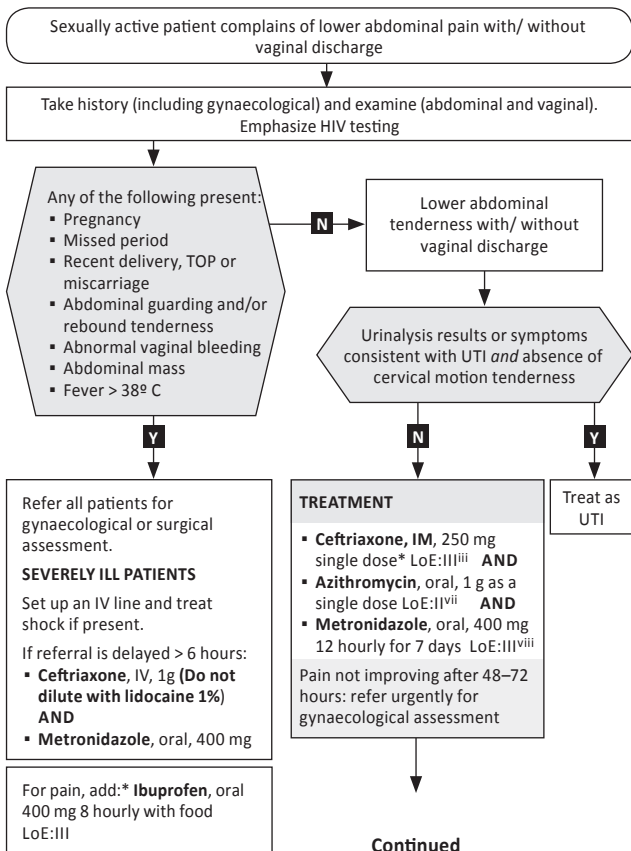 Sexually active patient complains of lower abdominal pain with/ without
vaginal discharge
Take history (including gynaecological) and examine (abdominal and vaginal).
Emphasize HIV testing
Any of the following present:
▪ Pregnancy
▪ Missed period
▪ Recent delivery, TOP or
miscarriage
▪ Abdominal guarding and/or
rebound tenderness
▪ Abnormal vaginal bleeding
▪ Abdominal mass
▪ Fever > 38º C
N
Lower abdominal
tenderness with/ without
vaginal discharge
Urinalysis results or symptoms
consistent with UTI and absence of
cervical motion tenderness
Y
N
Y
Refer all patients for
gynaecological or surgical
assessment.
SEVERELY ILL PATIENTS
Set up an IV line and treat
shock if present.
If referral is delayed > 6 hours:
▪ Ceftriaxone, IV, 1g (Do not
dilute with lidocaine 1%)
AND
▪ Metronidazole, oral, 400 mg
For pain, add:* Ibuprofen, oral
400 mg 8 hourly with food
LoE:III
TREATMENT
▪ Ceftriaxone, IM, 250 mg
single dose* LoE:IIIiii AND
▪ Azithromycin, oral, 1 g as a
single dose LoE:IIvii AND
▪ Metronidazole, oral, 400 mg
12 hourly for 7 days LoE:IIIviii
Pain not improving after 48–72
hours: refer urgently for
gynaecological assessment
Treat as
UTI
Continued